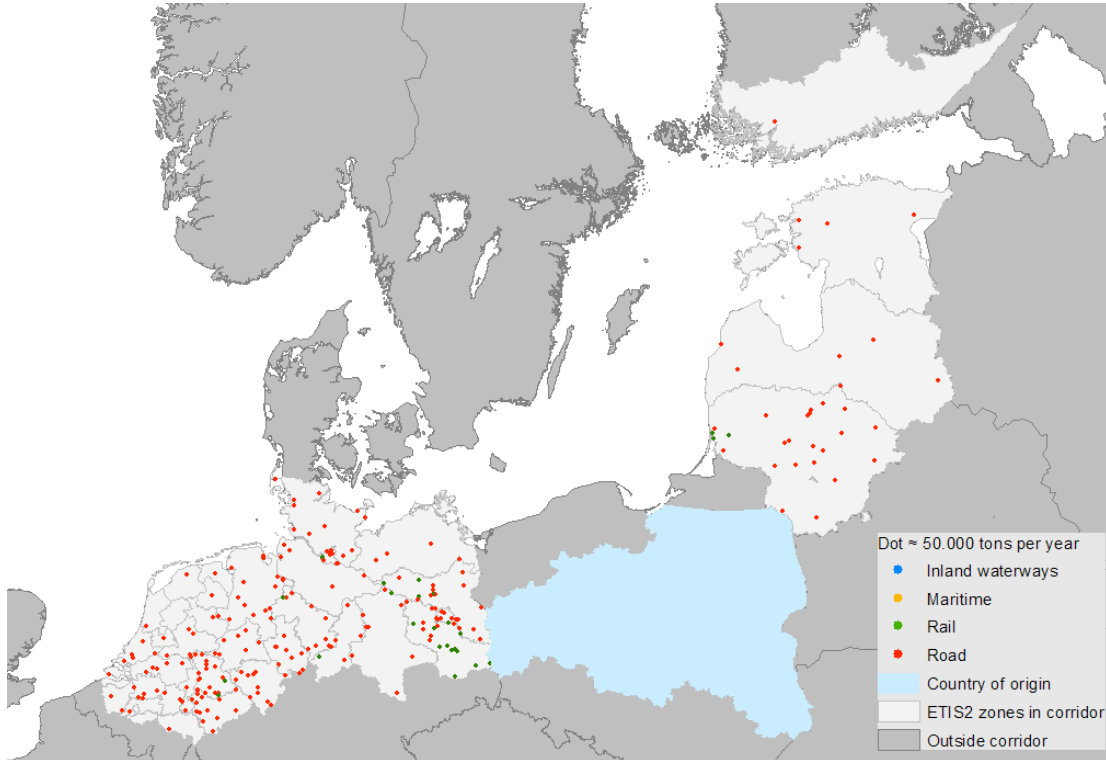 Dot ≈ 50.000 tons per year
Inland waterways
Maritime
Rail
Road
Country of origin
ETIS2 zones in corridor
Outside corridor